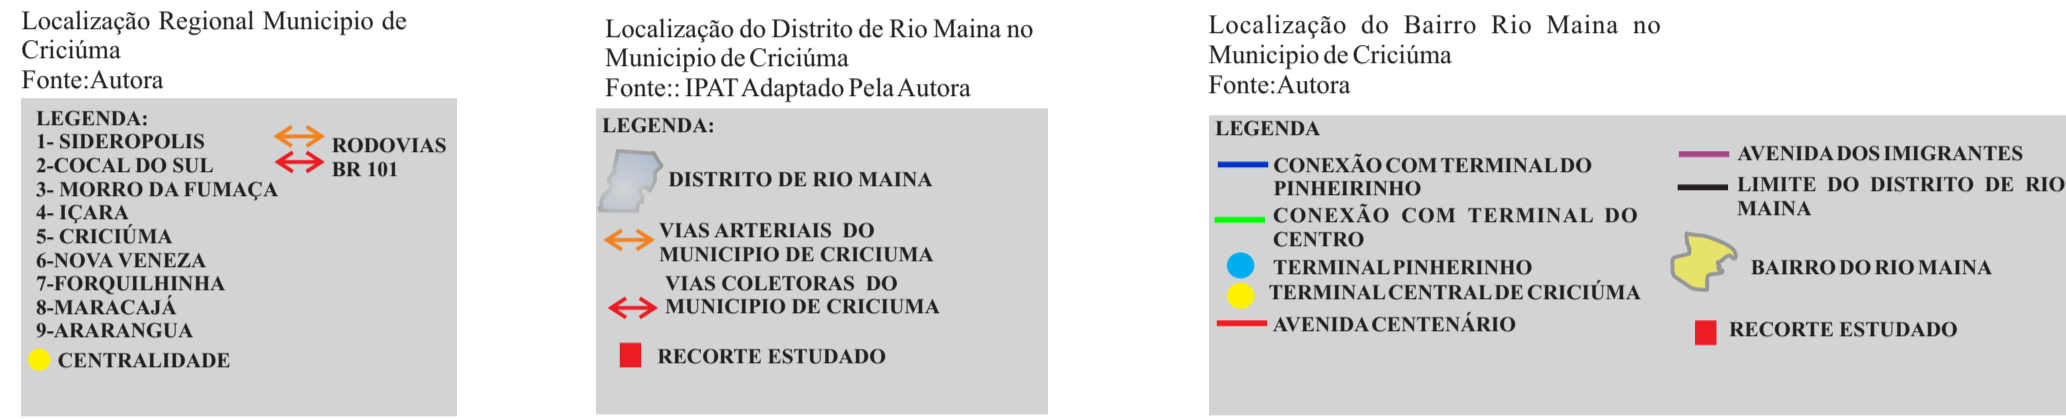 Localização Regional Municipio de
Criciúma
Fonte:Autora
LEGENDA:
1- SIDEROPOLIS
2-COCAL DO SUL
3- MORRO DA FUMAÇA
4- IÇARA
5- CRICIÚMA
6-NOVA VENEZA
7-FORQUILHINHA
8-MARACAJÁ
9-ARARANGUA
CENTRALIDADE
RODOVIAS
BR 101
Localização do Distrito de Rio Maina no
Municipio de Criciúma
Fonte:: IPAT Adaptado Pela Autora
LEGENDA:
DISTRITO DE RIO MAINA
VIAS ARTERIAIS DO
MUNICIPIO DE CRICIUMA
VIAS COLETORAS DO
MUNICIPIO DE CRICIUMA
RECORTE ESTUDADO
Localização do Bairro Rio Maina no
Municipio de Criciúma
Fonte:Autora
LEGENDA
CONEXÃO COM TERMINAL DO
PINHEIRINHO
CONEXÃO COM TERMINAL DO
CENTRO
TERMINAL PINHERINHO
TERMINAL CENTRAL DE CRICIÚMA
AVENIDA CENTENÁRIO
AVENIDA DOS IMIGRANTES
LIMITE DO DISTRITO DE RIO
MAINA
BAIRRO DO RIO MAINA
RECORTE ESTUDADO